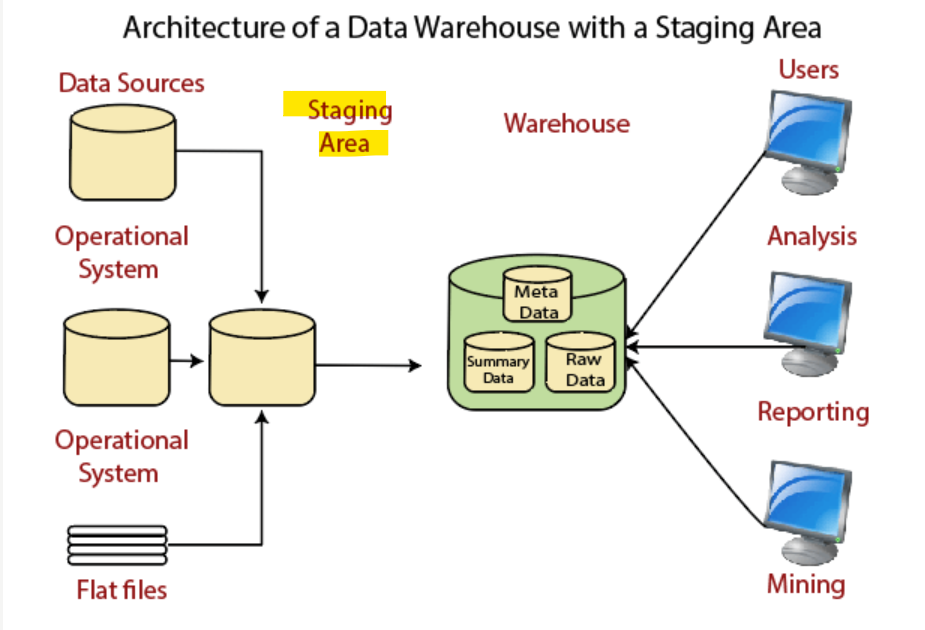 Architecture of a Data Warehouse with a Staging Area
Data Sources
Staging
Area
Warehouse
Users
Operational
System
Analysis
Meta
Data
Summary
Data
Raw
Data
Operational
System
Reporting
Flat files
Mining